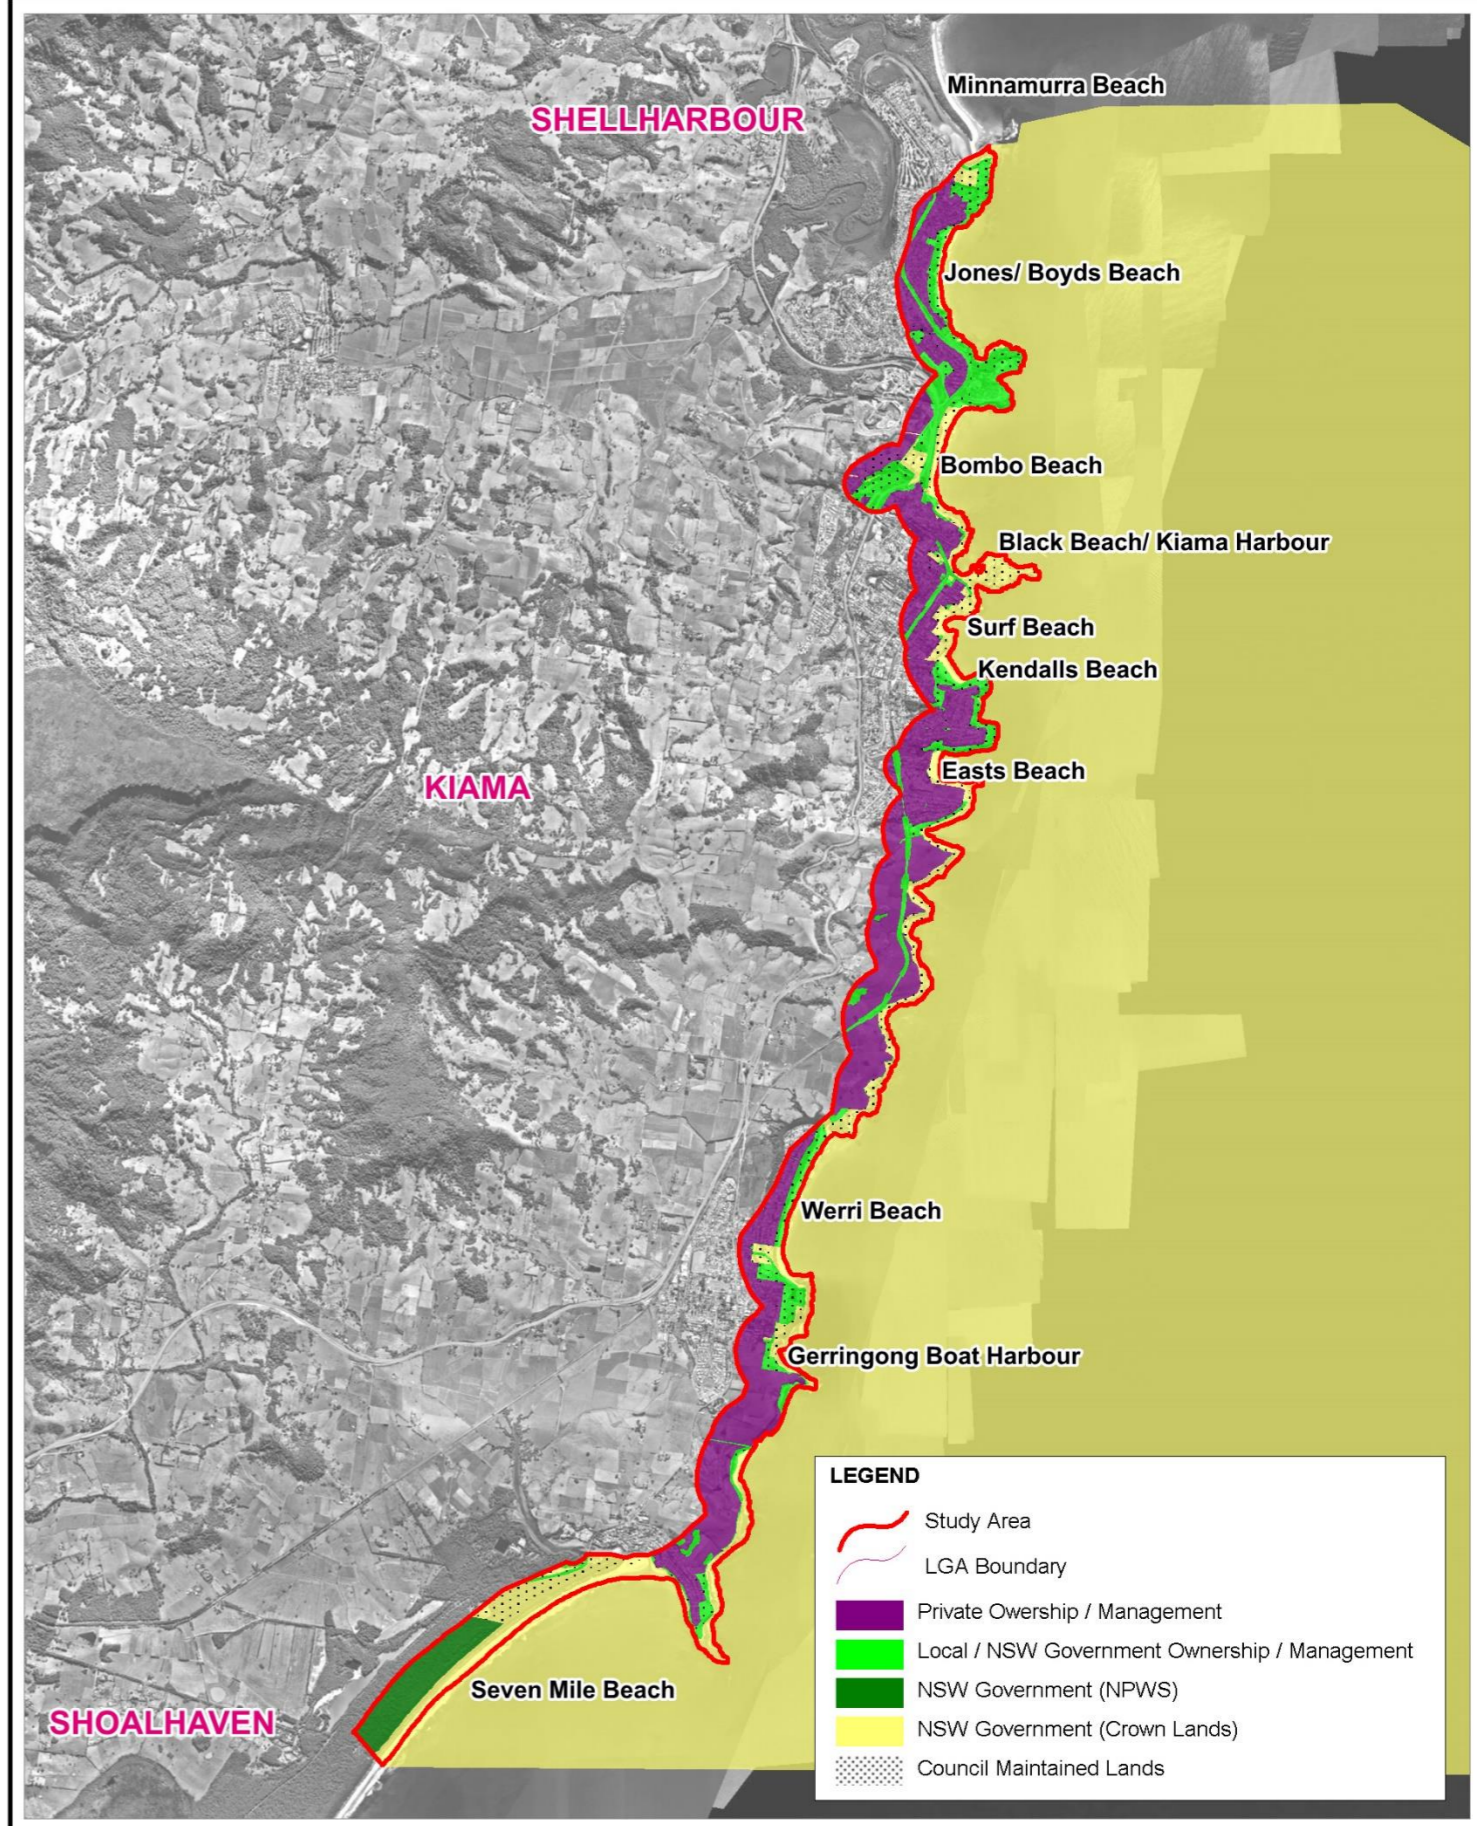 Minnamurra Beach
SHELLHARBOUR
Jones/ Boyds Beach
Bombo Beach
Black Beach/ Kiama Harbour
Surf Beach
Kendalls Beach
Easts Beach
KIAMA
Werri Beach
Gerringong Boat Harbour
Seven Mile Beach
SHOALHAVEN
LEGEND
Study Area
LGA Boundary
Private Owership / Management
Local / NSW Government Ownership / Management
NSW Government (NPWS)
NSW Government (Crown Lands)
Council Maintained Lands